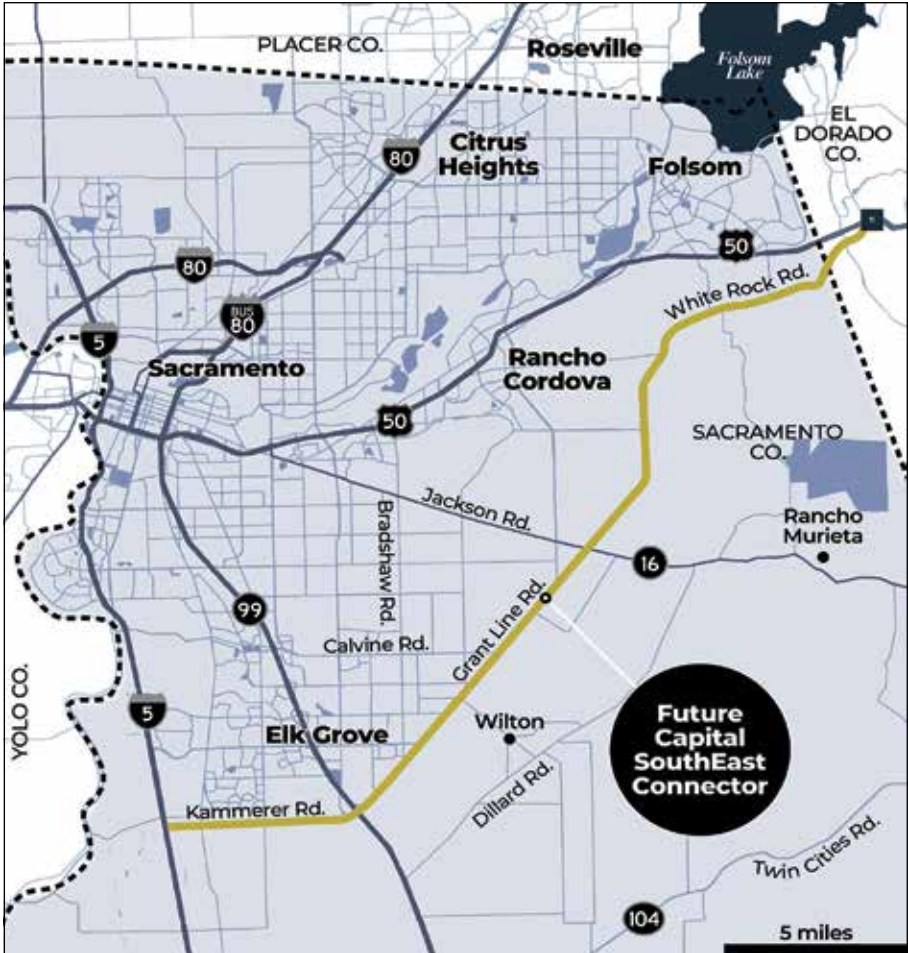 PLACER CO.
Roseville
Folsom
Lake
EL
DORADO
CO.
80
Citrus
Heights
Folsom
50
80
White Rock Rd.
BUS
80
5
Sacramento
Rancho
Cordova
50
SACRAMENTO
CO.
Jackson Rd.
Bradshaw Rd.
Rancho
Murieta
16
99
Grant Line Rd.
Calvine Rd.
YOLO CO.
5
Elk Grove
Wilton
Future
Capital
SouthEast
Connector
Dillard Rd.
Kammerer Rd.
Twin Cities Rd.
104
5 miles